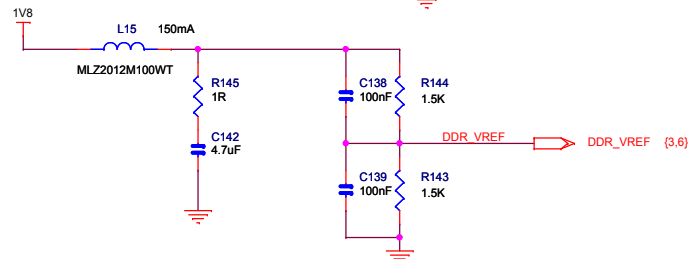 1V8
L15 150mA
MLZ2012M100WT
R145
1R
C142
4.7uF
C138
100nF
R144
1.5K
DDR_VREF
DDR_VREF {3,6}
C139
100nF
R143
1.5K